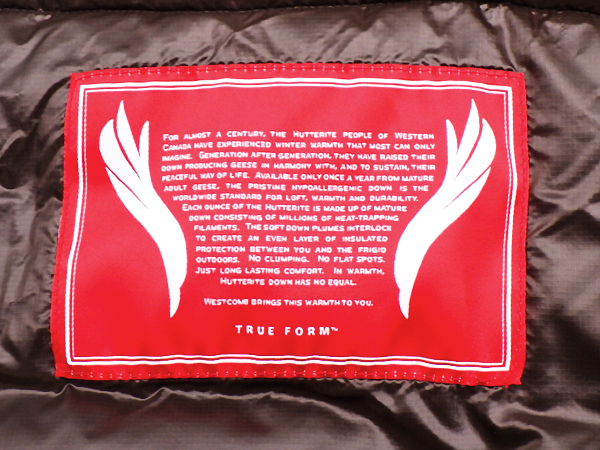 FOR ALMOST A CENTURY, THE HUTTERITE PEOPLE OF WESTERN
CANADA HAVE EXPERIENCED WINTER WARMTH THAT MOST CAN ONLY
IMAGINE. GENERATION AFTER GENERATION, THEY HAVE RAISED THEIR
DOWN PRODUCING GEESE IN HARMONY WITH, AND TO SUSTAIN, THEIR
PEACEFUL WAY OF LIFE. AVAILABLE ONLY ONCE A YEAR FROM MATURE
ADULT GEESE, THE PRISTINE HYPOALLERGENIC DOWN IS THE
WORLDWIDE STANDARD FOR LOFT, WARMTH AND DURABILITY.
EACH OUNCE OF THE HUTTERITE IS MADE UP OF MATURE
DOWN CONSISTING OF MILLIONS OF HEAT-TRAPPING
FILAMENTS. THE SOFT DOWN PLUMES INTERLOCK
TO CREATE AN EVEN LAYER OF INSULATED
PROTECTION BETWEEN YOU AND THE FRIGID
OUTDOORS. NO CLUMPING. NO FLAT SPOTS.
JUST LONG LASTING COMFORT. IN WARMTH,
HUTTERITE DOWN HAS NO EQUAL.
WESTCOMB BRINGS THIS WARMTH TO YOU.
TRUE FORM™